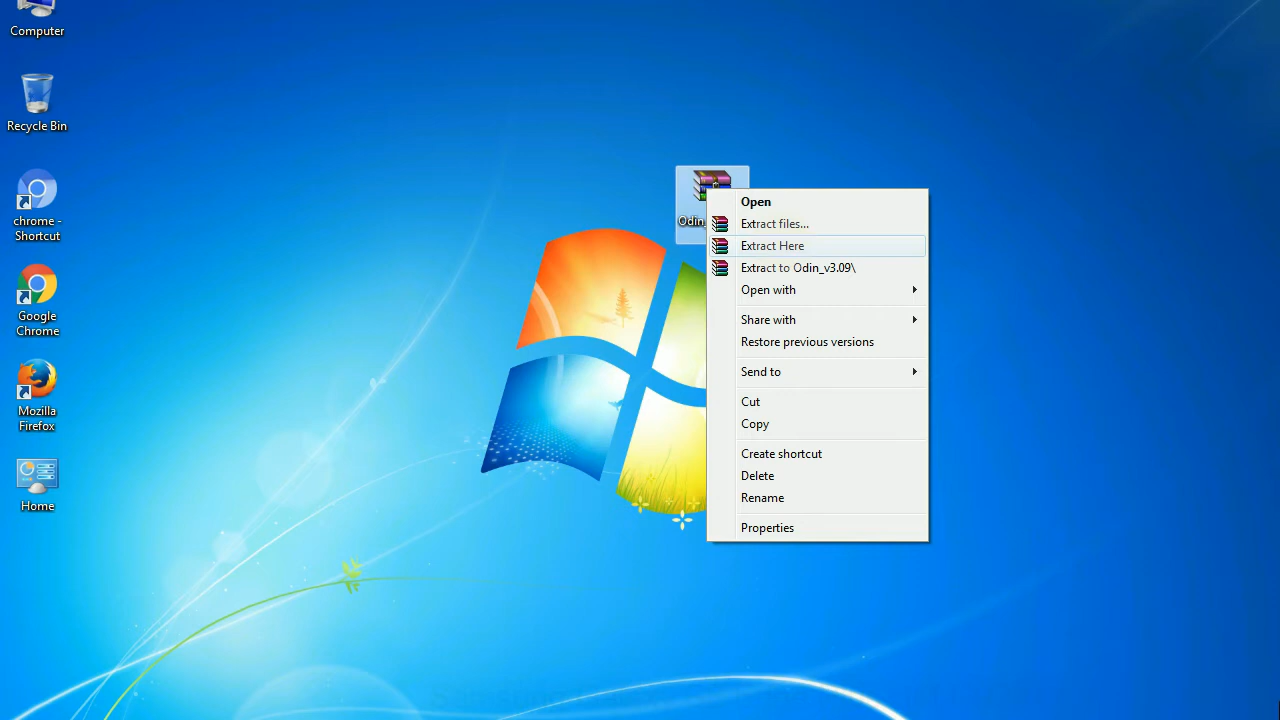 Computer
Recycle Bin
chrome -
Shortcut
Google
Chrome
Mozilla
Firefox
Home
Open
Extract files...
Extract Here
Extract to Odin_v3.09\
Open with
Share with
Restore previous versions
Send to
Cut
Copy
Create shortcut
Delete
Rename
Properties